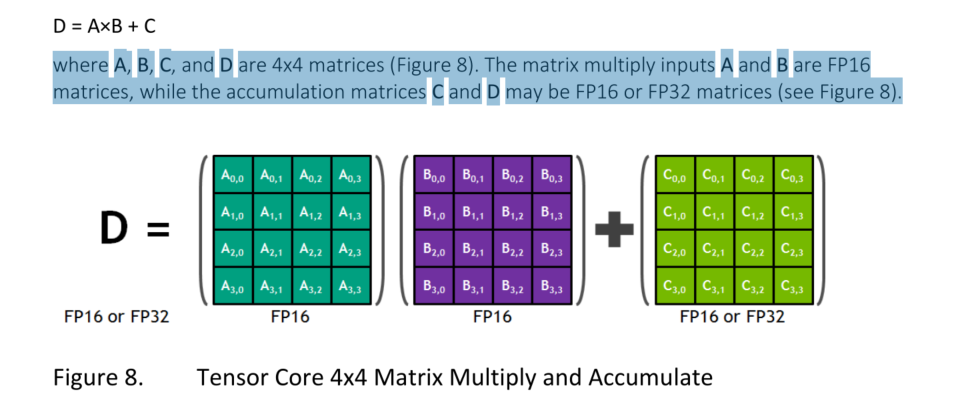 D = A×B + C
where A, B, C, and D are 4x4 matrices (Figure 8). The matrix multiply inputs A and B are FP16
matrices, while the accumulation matrices C and D may be FP16 or FP32 matrices (see Figure 8).
A0,0 A0,1 A0,2 A0,3 B0,0 B0,1 B0,2 B0,3 C0,0 C0,1 C0,2 C0,3
A1,0 A1,1 A1,2 A1,3 B1,0 B1,1 B1,2 B1,3 C1,0 C1,1 C1,2 C1,3
D = +
A2,0 A2,1 A2,2 A2,3 B2,0 B2,1 B2,2 B2,3 C2,0 C2,1 C2,2 C2,3
A3,0 A3,1 A3,2 A3,3 B3,0 B3,1 B3,2 B3,3 C3,0 C3,1 C3,2 C3,3
FP16 or FP32 FP16 FP16 FP16 or FP32
Figure 8. Tensor Core 4x4 Matrix Multiply and Accumulate